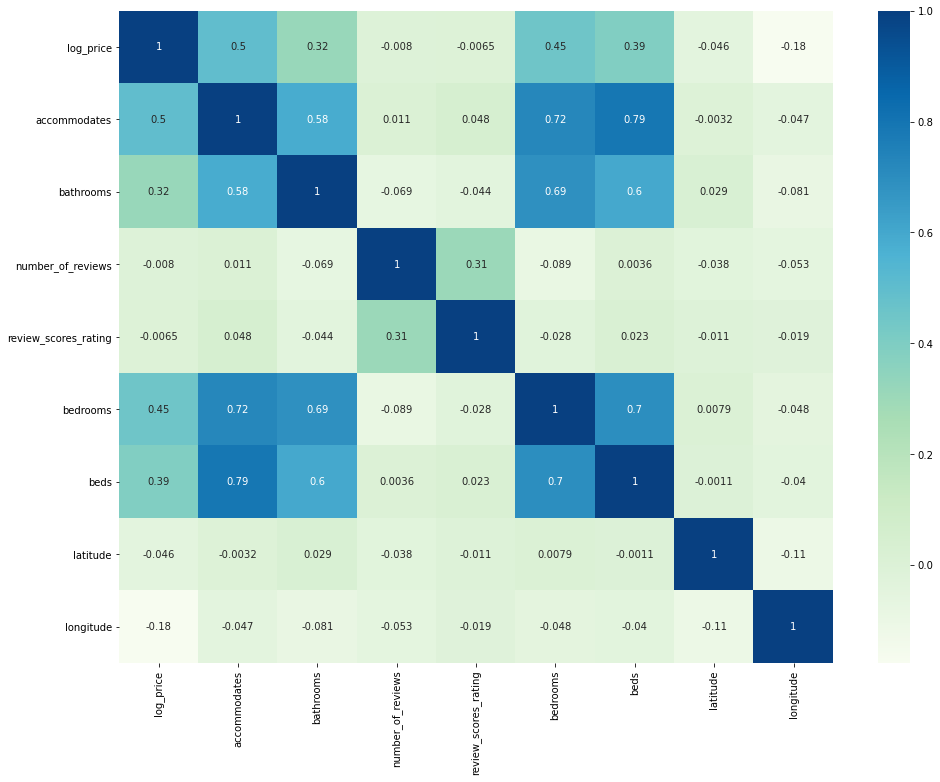 log_price 1 0.5 0.32 -0.008 -0.0065 0.45 0.39 -0.046 -0.18
accommodates 0.5 1 0.58 0.011 0.048 0.72 0.79 -0.0032 -0.047
bathrooms 0.32 0.58 1 -0.069 -0.044 0.69 0.6 0.029 -0.081
number_of_reviews -0.008 0.011 -0.069 1 0.31 -0.089 0.0036 -0.038 -0.053
review_scores_rating -0.0065 0.048 -0.044 0.31 1 -0.028 0.023 -0.011 -0.019
bedrooms 0.45 0.72 0.69 -0.089 -0.028 1 0.7 0.0079 -0.048
beds 0.39 0.79 0.6 0.0036 0.023 0.7 1 -0.0011 -0.04
latitude -0.046 -0.0032 0.029 -0.038 -0.011 0.0079 -0.0011 1 -0.11
longitude -0.18 -0.047 -0.081 -0.053 -0.019 -0.048 -0.04 -0.11 1
log_price
accommodates
bathrooms
number_of_reviews
review_scores_rating
bedrooms
beds
latitude
longitude
1.0
0.8
0.6
0.4
0.2
0.0